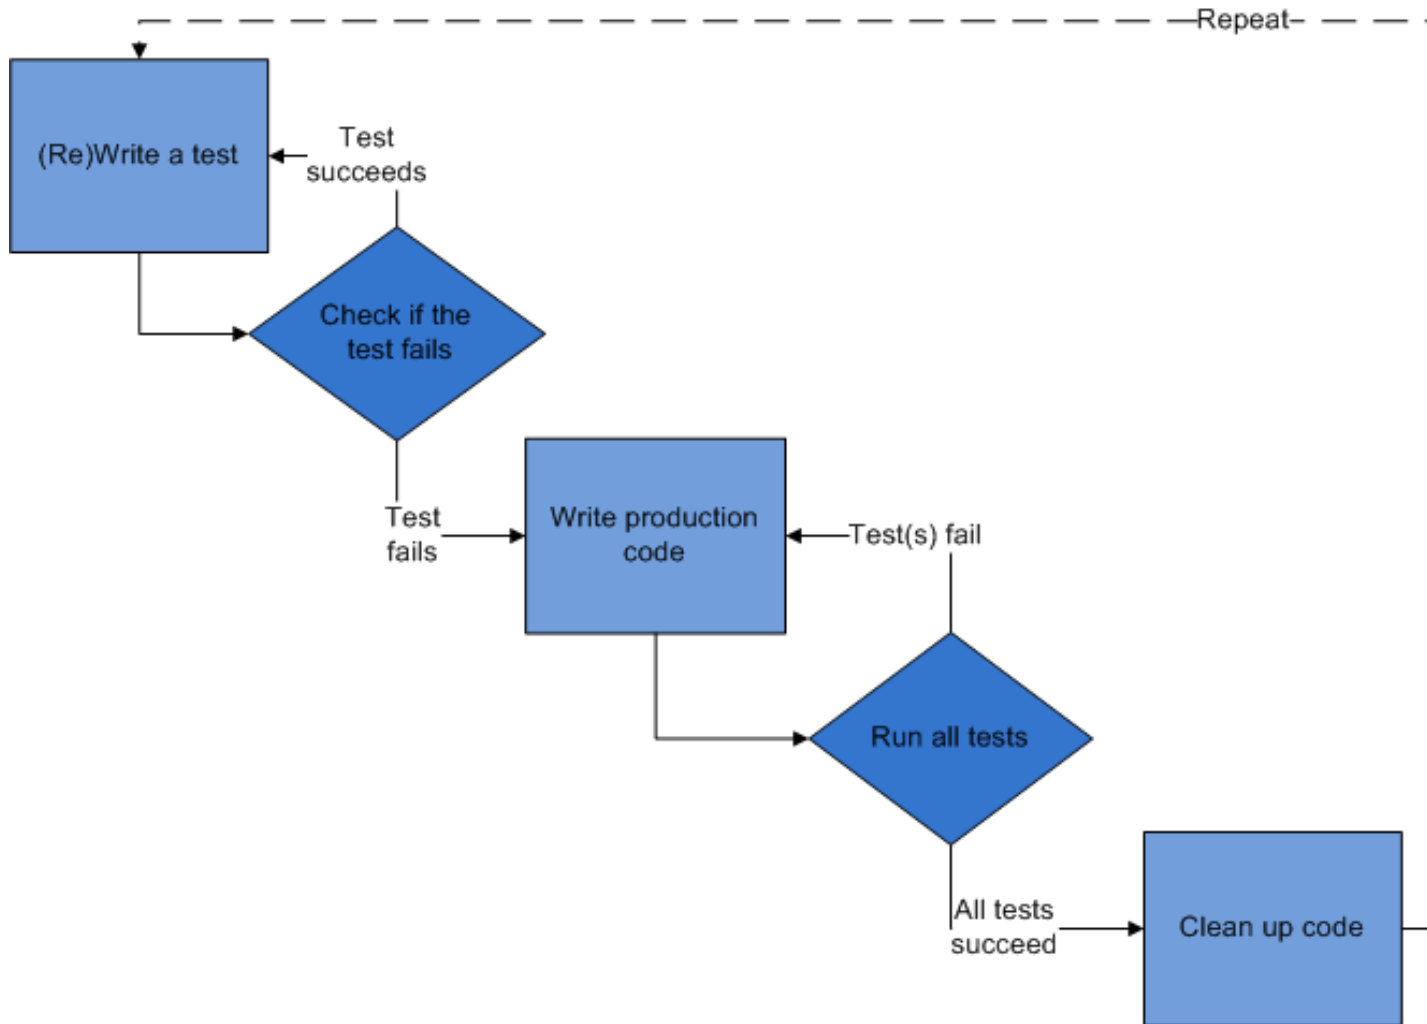 Repeat
(Re)Write a test
Test
succeeds
Check if the
test fails
Test
fails
Write production
code
Test(s) fail
Run all tests
All tests
succeed
Clean up code